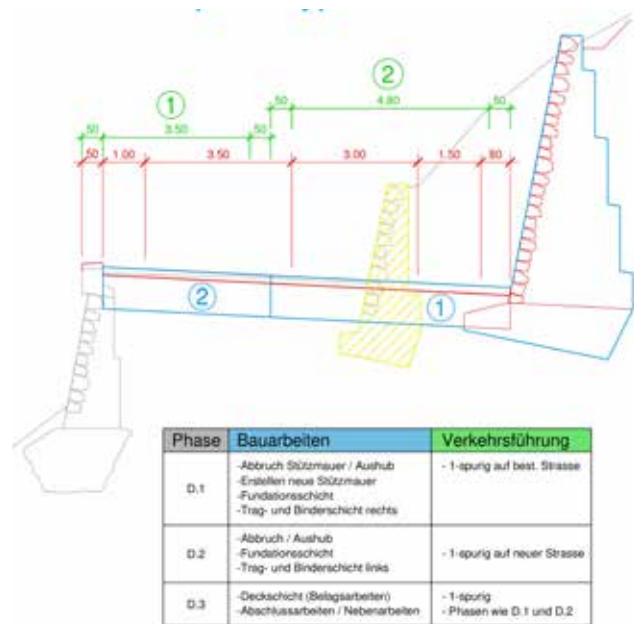 ②
①
50 4.80 50
50 3.50 50
50 1.00 3.50 3.00 1.50 80
②
①
Phase Bauarbeiten Verkehrsführung
D.1
-Abbruch Stützmauer / Aushub
-Erstellen neue Stützmauer
-Fundationsschicht
-Trag- und Binderschicht rechts
- 1-spurig auf best. Strasse
D.2
-Abbruch / Aushub
-Fundationsschicht
-Trag- und Binderschicht links
- 1-spurig auf neuer Strasse
D.3
-Deckschicht (Belagsarbeiten)
-Abschlussarbeiten / Nebenarbeiten
- 1-spurig
- Phasen wie D.1 und D.2